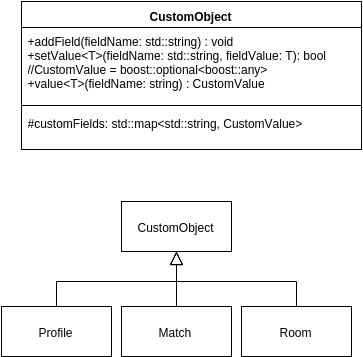 CustomObject
+addField(fieldName: std::string) : void
+setValue<T>(fieldName: std::string, fieldValue: T): bool
//CustomValue = boost::optional<boost::any>
+value<T>(fieldName: string) : CustomValue
#customFields: std::map<std::string, CustomValue>
CustomObject
Profile
Match
Room